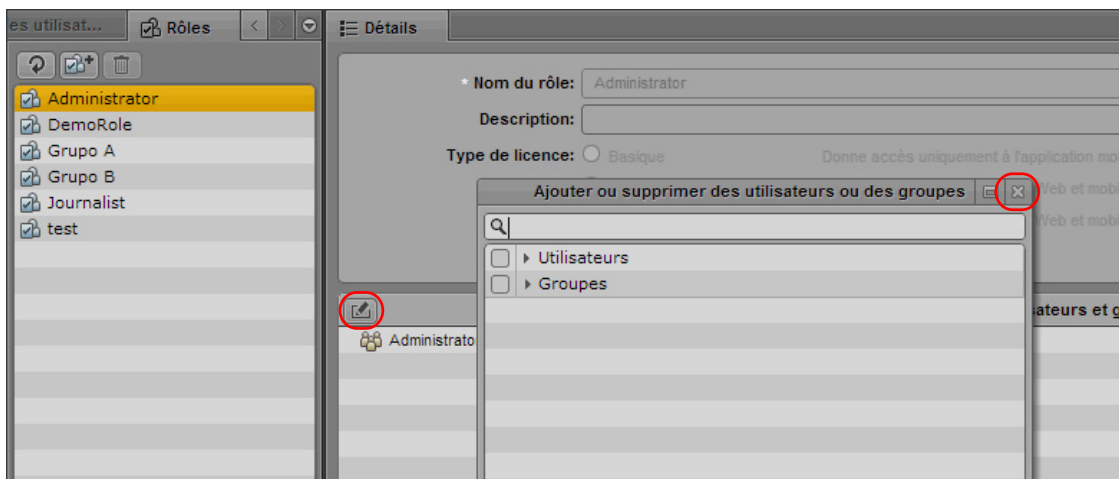 es utilisat... Rôles
Administrator
DemoRole
Grupo A
Grupo B
Journalist
test
Détails
* Nom du rôle: Administrator
Description:
Type de licence: Basique Donne accès uniquement à l'application mo
Web et mobi
Web et mobi
Ajouter ou supprimer des utilisateurs ou des groupes
Utilisateurs
Groupes
ateurs et g
Administrato